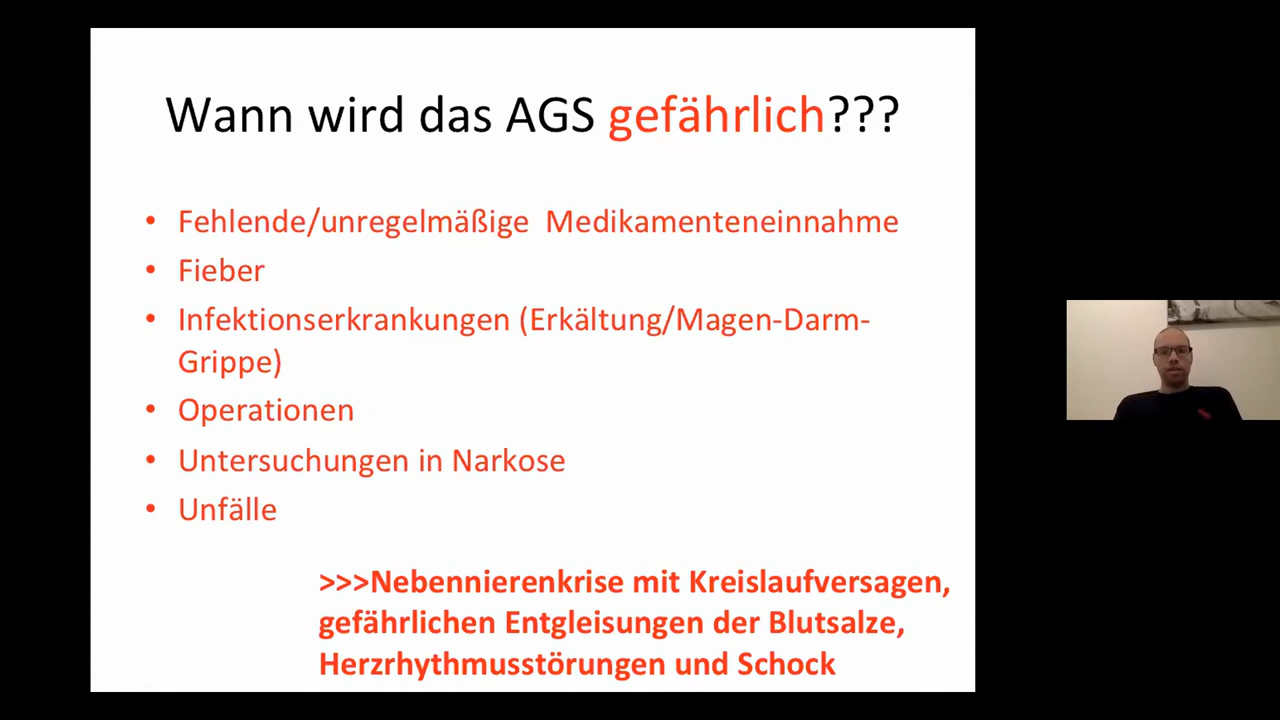 Wann wird das AGS gefährlich???
• Fehlende/unregelmäßige Medikamenteneinnahme
• Fieber
• Infektionserkrankungen (Erkältung/Magen-Darm-
Grippe)
• Operationen
• Untersuchungen in Narkose
• Unfälle
>>>Nebennierenkrise mit Kreislaufversagen,
gefährlichen Entgleisungen der Blutsalze,
Herzrhythmusstörungen und Schock